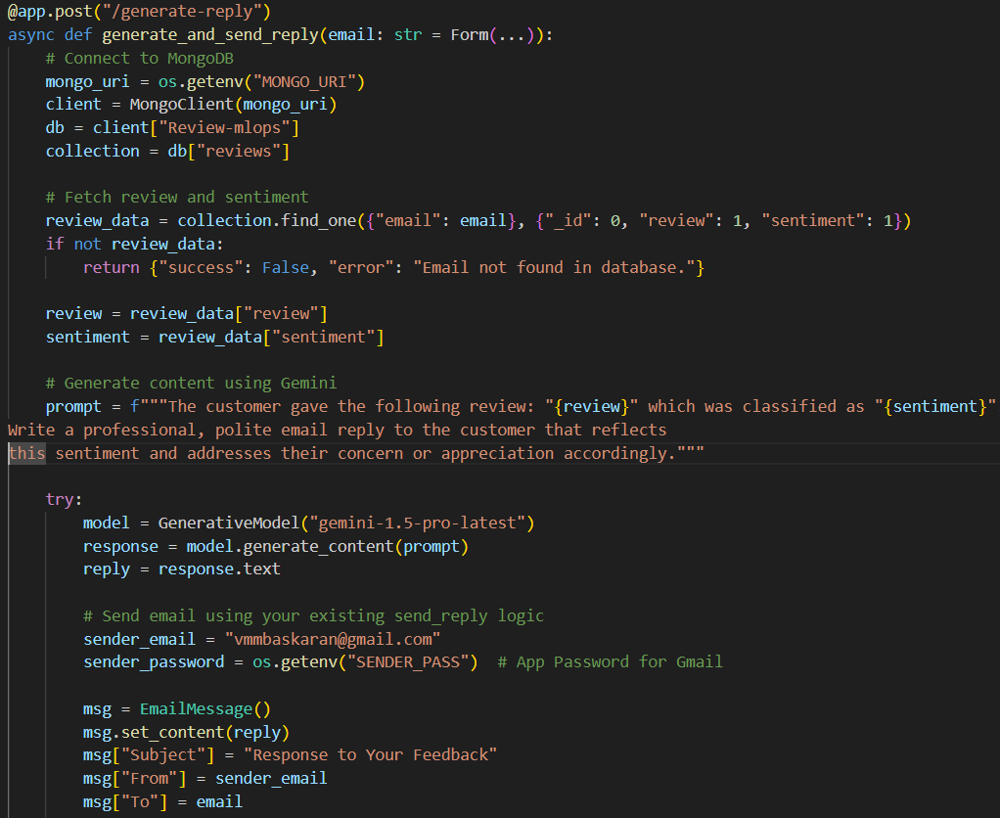 @app.post("/generate-reply")
async def generate_and_send_reply(email: str = Form(...)):
    # Connect to MongoDB
    mongo_uri = os.getenv("MONGO_URI")
    client = MongoClient(mongo_uri)
    db = client["Review-mlops"]
    collection = db["reviews"]

    # Fetch review and sentiment
    review_data = collection.find_one({"email": email}, {"_id": 0, "review": 1, "sentiment": 1})
    if not review_data:
        return {"success": False, "error": "Email not found in database."}

    review = review_data["review"]
    sentiment = review_data["sentiment"]

    # Generate content using Gemini
    prompt = f"""The customer gave the following review: "{review}" which was classified as "{sentiment}"
Write a professional, polite email reply to the customer that reflects
this sentiment and addresses their concern or appreciation accordingly."""

    try:
        model = GenerativeModel("gemini-1.5-pro-latest")
        response = model.generate_content(prompt)
        reply = response.text

        # Send email using your existing send_reply logic
        sender_email = "vmmbaskaran@gmail.com"
        sender_password = os.getenv("SENDER_PASS")  # App Password for Gmail

        msg = EmailMessage()
        msg.set_content(reply)
        msg["Subject"] = "Response to Your Feedback"
        msg["From"] = sender_email
        msg["To"] = email